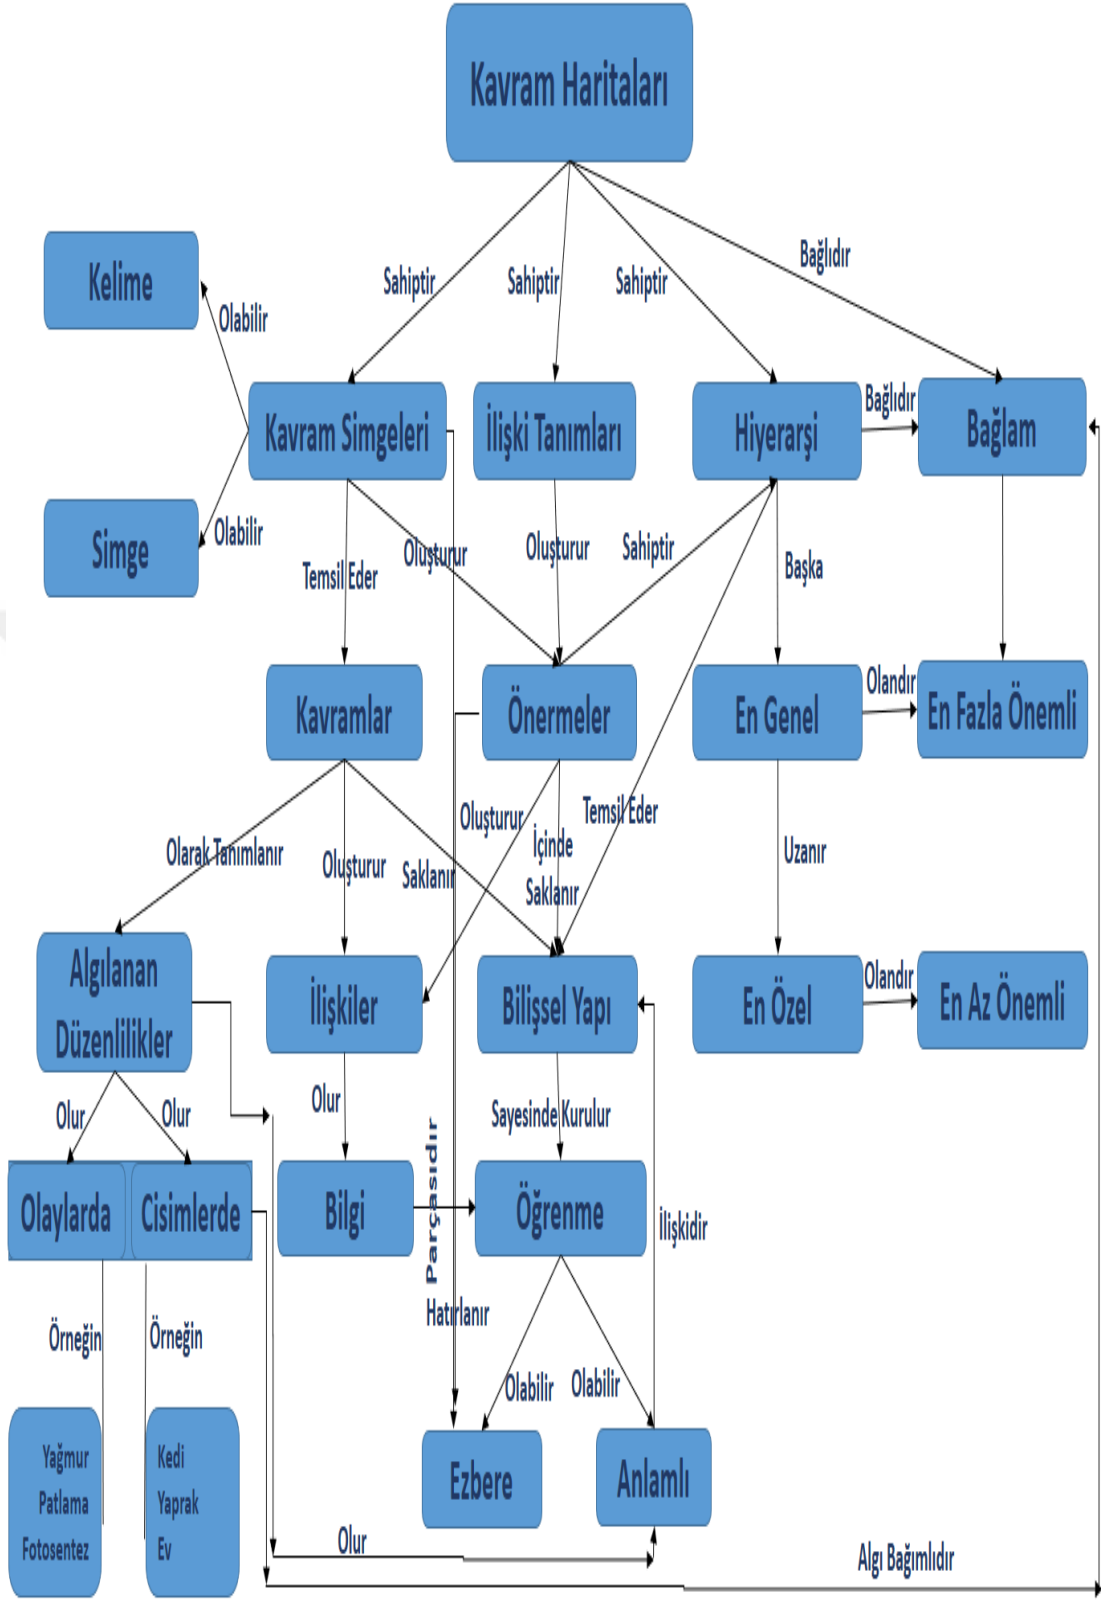 Kavram Haritaları
Sahiptir
Sahiptir
Sahiptir
Bağlıdır
Kelime
Olabilir
Kavram Simgeleri
İlişki Tanımları
Hiyerarşi
Bağlıdır
Bağlam
Simge
Olabilir
Temsil Eder
Oluşturur
Oluşturur
Sahiptir
Başka
Kavramlar
Önermeler
En Genel
Olandır
En Fazla Önemli
Olarak Tanımlanır
Oluşturur
Saklanır
Oluşturur
İçinde
Saklanır
Temsil Eder
Uzanır
Algılanan
Düzenlilikler
İlişkiler
Bilişsel Yapı
En Özel
Olandır
En Az Önemli
Olur
Olur
Olur
Sayesinde Kurulur
Olaylarda
Cisimlerde
Bilgi
Parçasıdır
Öğrenme
İlişkidir
Örneğin
Örneğin
Hatırlanır
Olabilir
Olabilir
Yağmur
Patlama
Fotosentez
Kedi
Yaprak
Ev
Ezbere
Anlamlı
Olur
Algı Bağımlıdır